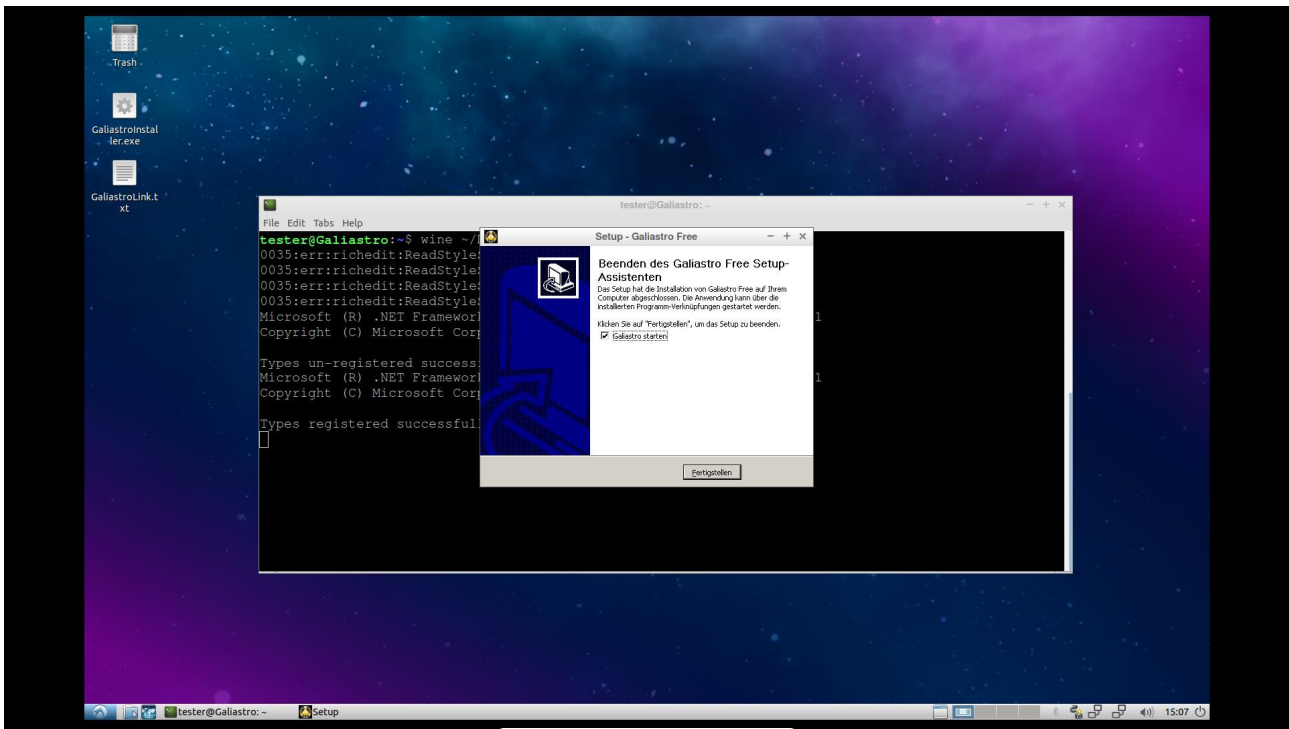 Trash
GaliastroInstal
ler.exe
GaliastroLink.t
xt
tester@Galiastro: ~
File Edit Tabs Help
tester@Galiastro:~$ wine ~/
0035:err:richedit:ReadStyle
0035:err:richedit:ReadStyle
0035:err:richedit:ReadStyle
0035:err:richedit:ReadStyle
Microsoft (R) .NET Framework 1
Copyright (C) Microsoft Corp
Types un-registered success
Microsoft (R) .NET Framework 1
Copyright (C) Microsoft Corp
Types registered successful
Setup - Galiastro Free
Beenden des Galiastro Free Setup-
Assistenten
Das Setup hat die Installation von Galiastro Free auf Ihrem
Computer abgeschlossen. Die Anwendung kann über die
installierten Programm-Verknüpfungen gestartet werden.
Klicken Sie auf "Fertigstellen", um das Setup zu beenden.
Galiastro starten
Fertigstellen
tester@Galiastro: ~ Setup 15:07